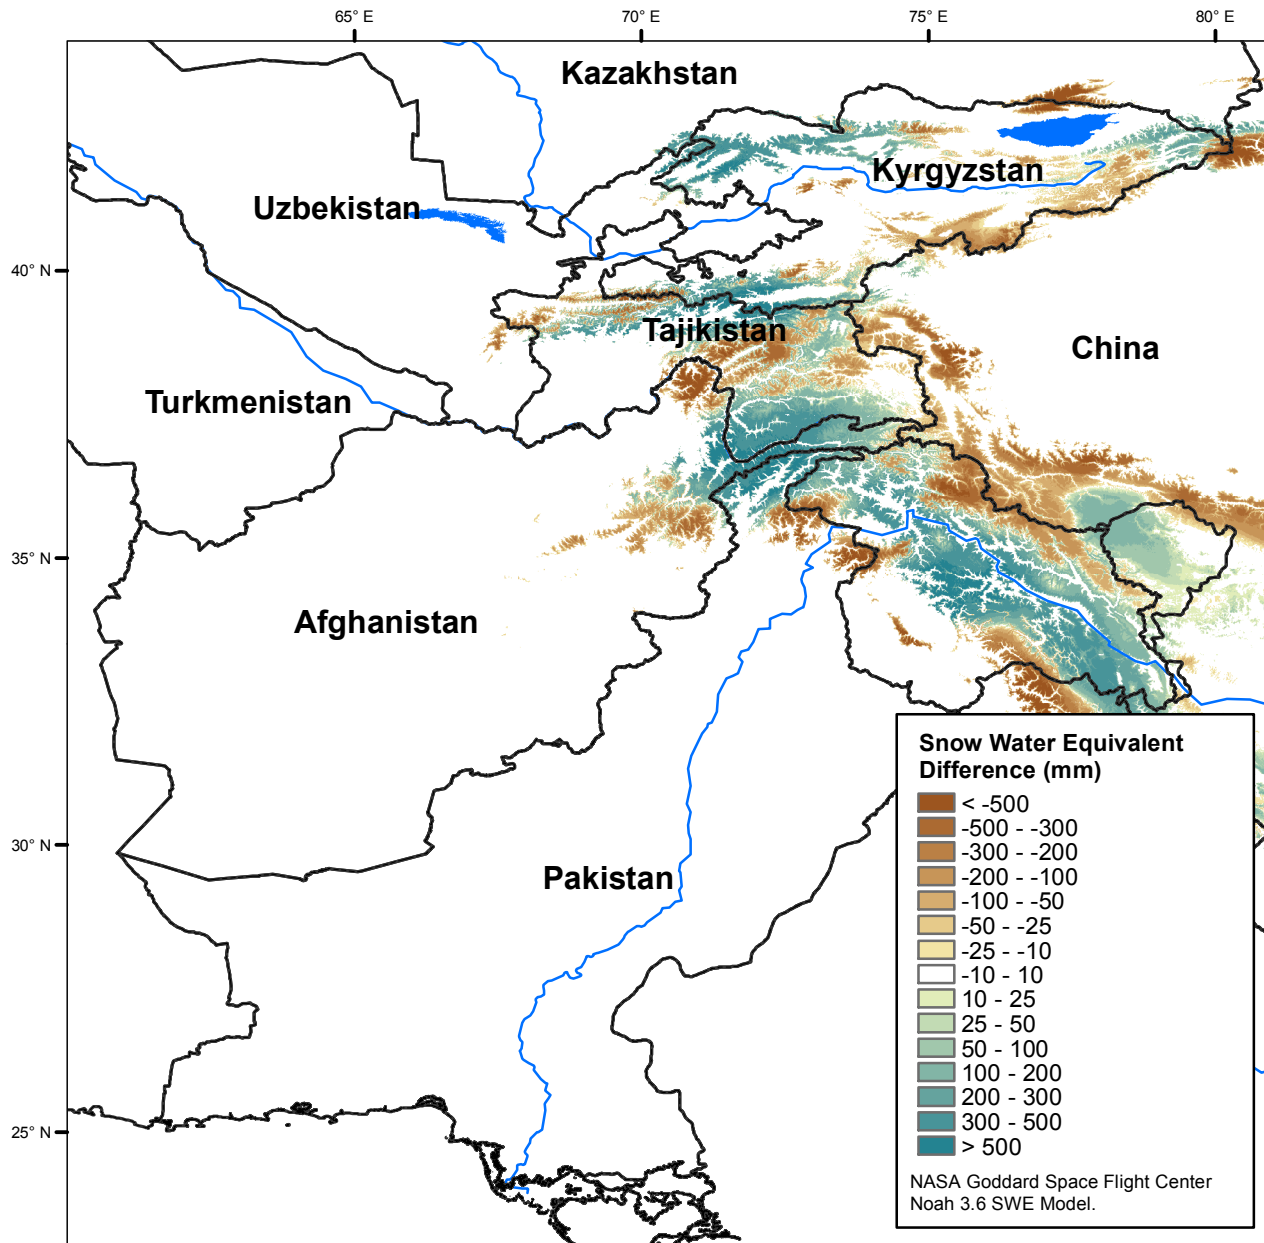 65° E
70° E
75° E
80° E
Kazakhstan
Kyrgyzstan
Uzbekistan
40° N
Tajikistan
China
Turkmenistan
35° N
Afghanistan
Snow Water Equivalent
Difference (mm)
< -500
-500 - -300
-300 - -200
-200 - -100
-100 - -50
-50 - -25
-25 - -10
-10 - 10
10 - 25
25 - 50
50 - 100
100 - 200
200 - 300
300 - 500
> 500
30° N
Pakistan
25° N
NASA Goddard Space Flight Center
Noah 3.6 SWE Model.